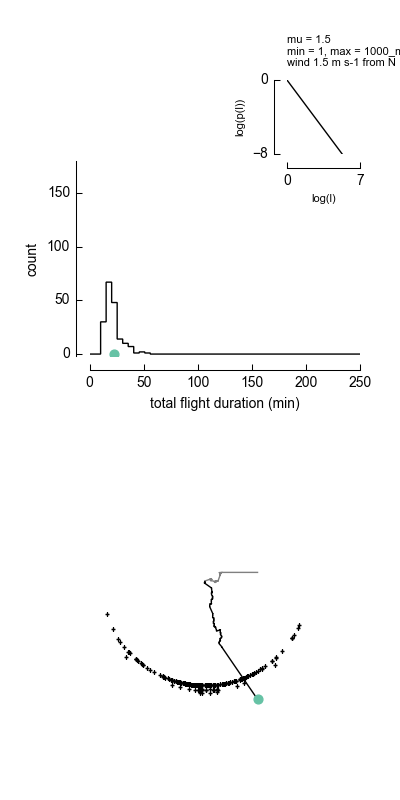 mu = 1.5
min = 1, max = 1000_m
wind 1.5 m s-1 from N
0
−8
log(p(l))
0 7
log(l)
150
100
50
0
count
0 50 100 150 200 250
total flight duration (min)